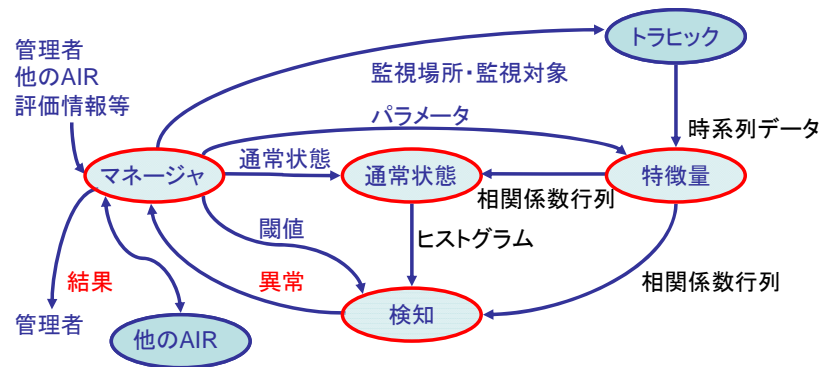 トラヒック
管理者
他のAIR
評価情報等
監視場所・監視対象
パラメータ
時系列データ
通常状態
マネージャ
通常状態
特徴量
相関係数行列
閾値
ヒストグラム
結果
異常
相関係数行列
管理者
他のAIR
検知